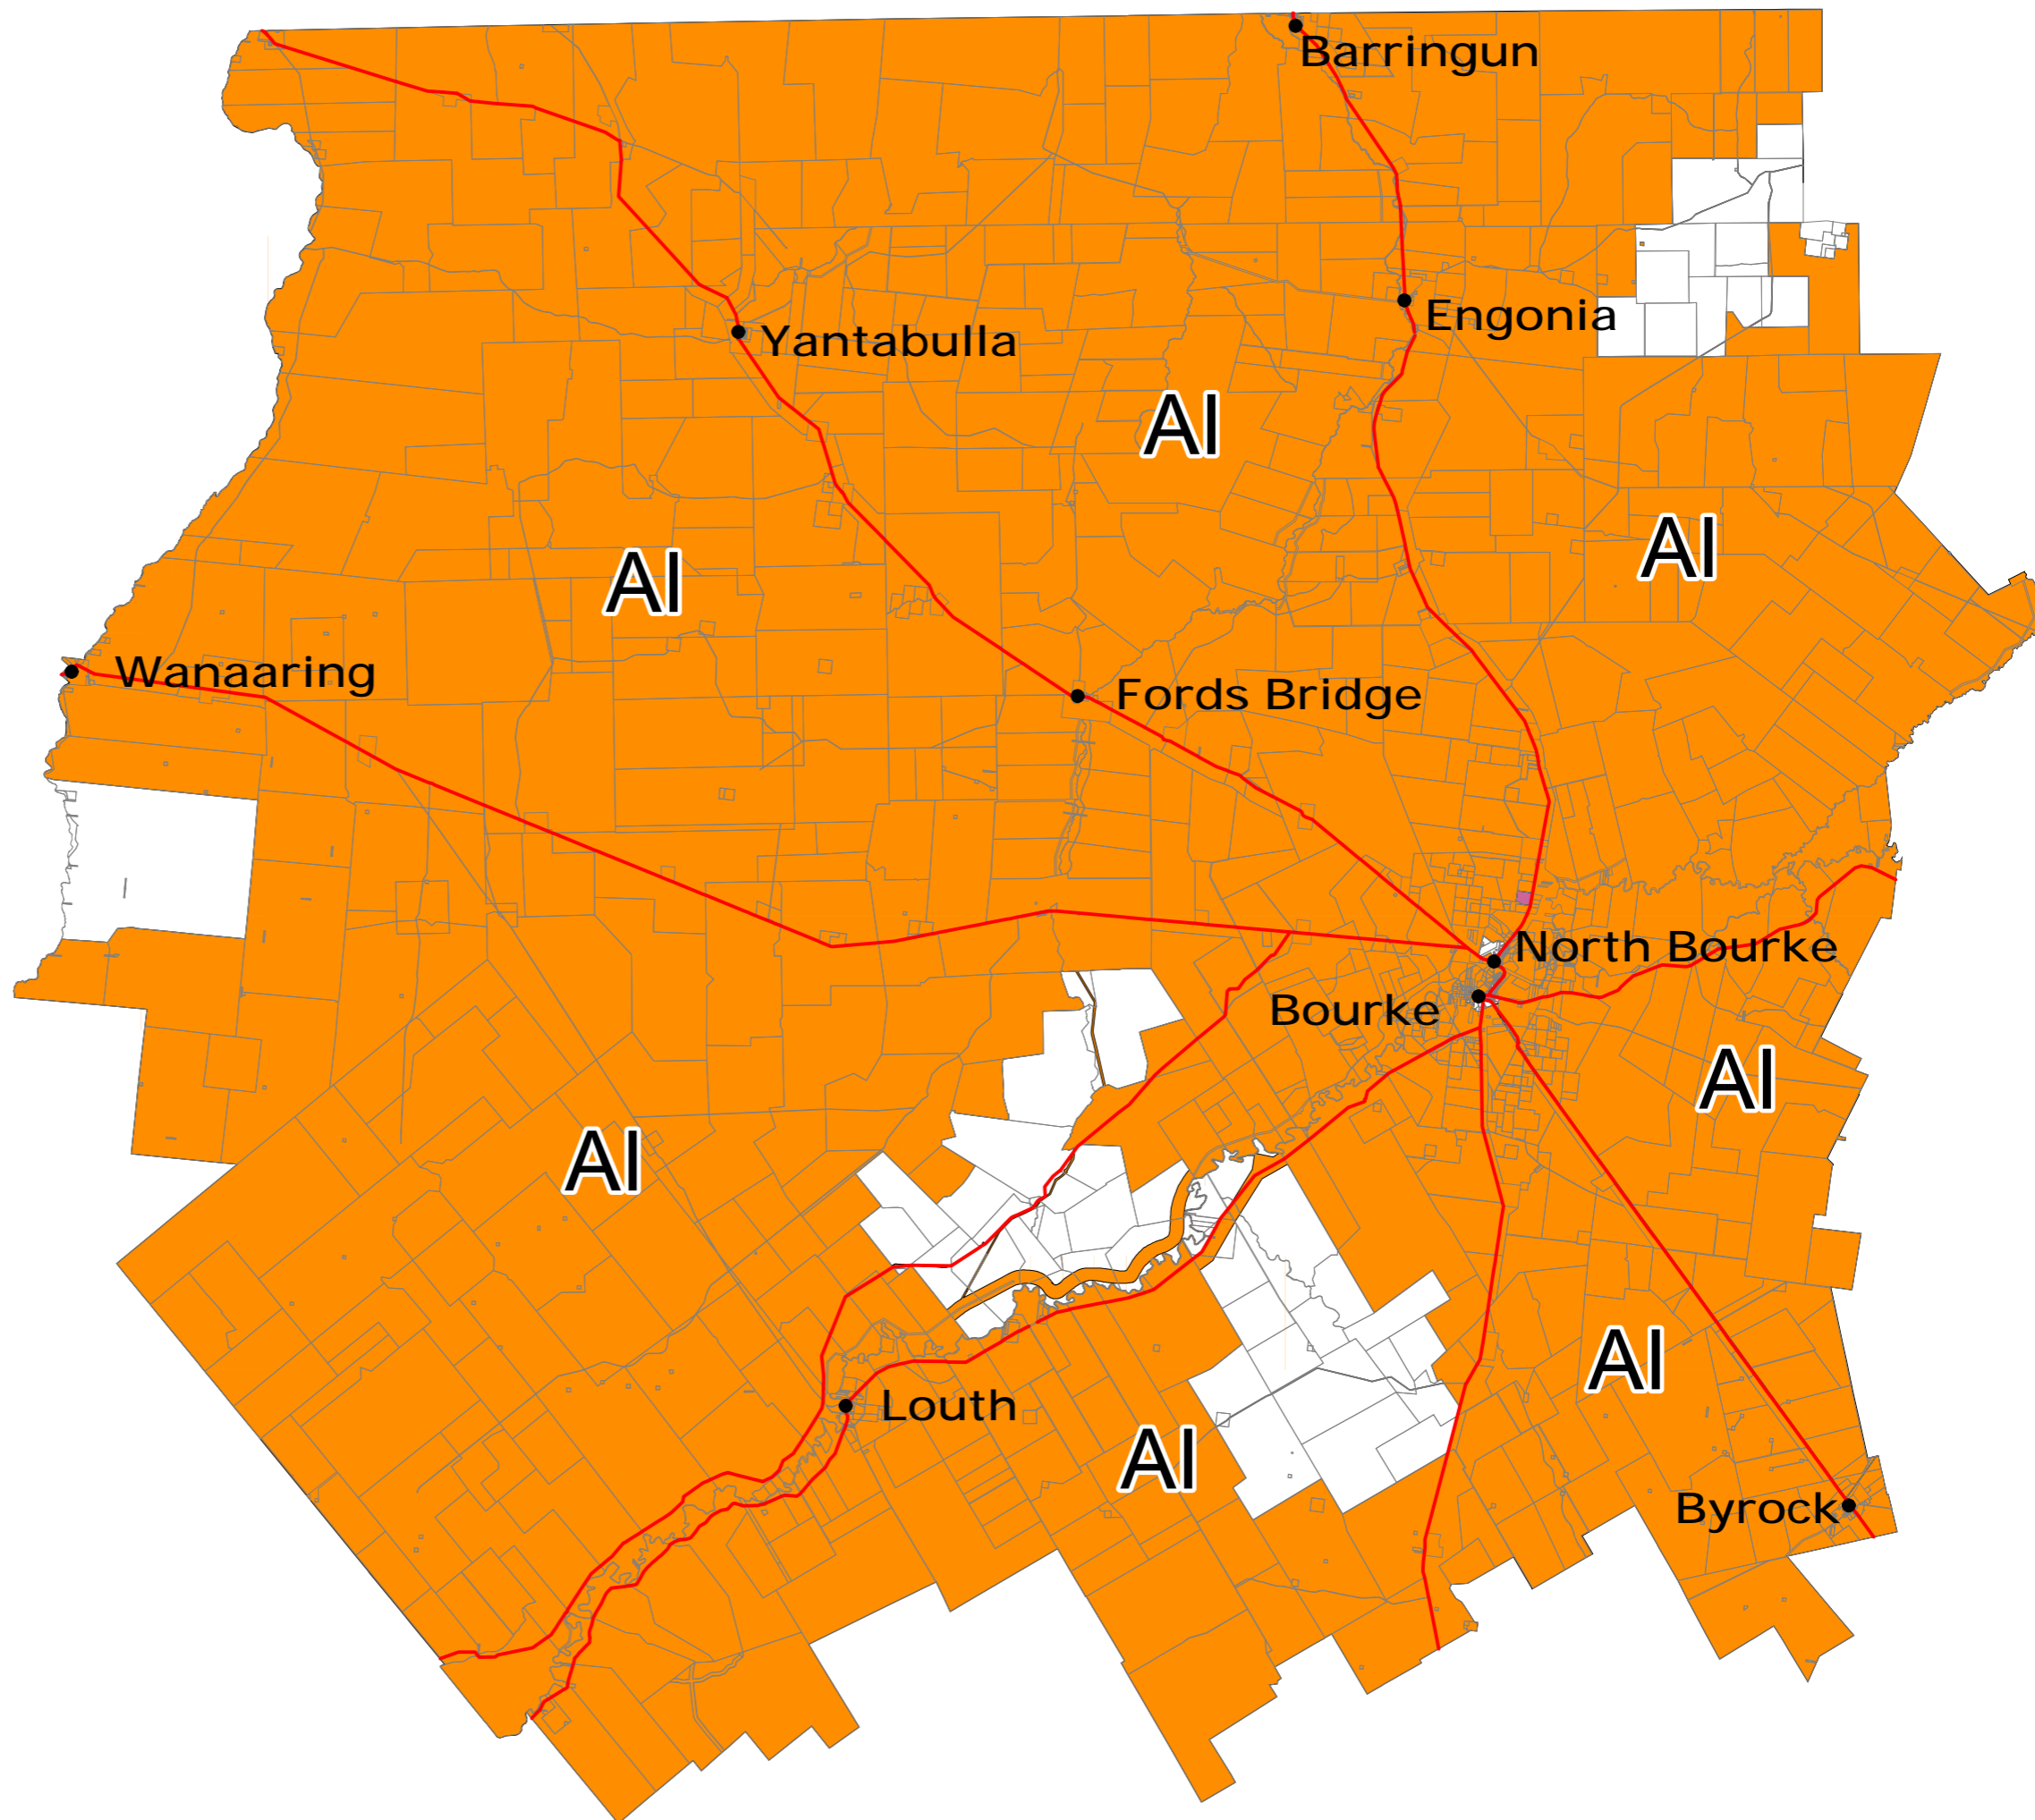 Barringun
Engonia
Yantabulla
AI
AI
AI
Wanaaring
Fords Bridge
North Bourke
Bourke
AI
AI
AI
Louth
AI
Byrock